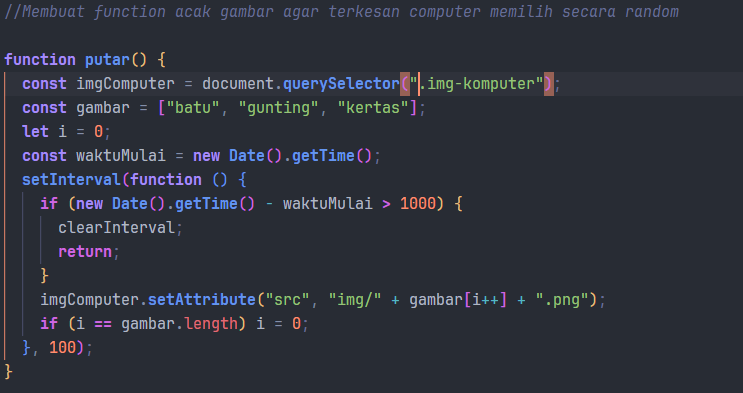 //Membuat function acak gambar agar terkesan computer memilih secara random
function putar() {
const imgComputer = document.querySelector(".img-komputer");
const gambar = ["batu", "gunting", "kertas"];
let i = 0;
const waktuMulai = new Date().getTime();
setInterval(function () {
if (new Date().getTime() - waktuMulai > 1000) {
clearInterval;
return;
}
imgComputer.setAttribute("src", "img/" + gambar[i++] + ".png");
if (i == gambar.length) i = 0;
}, 100);
}